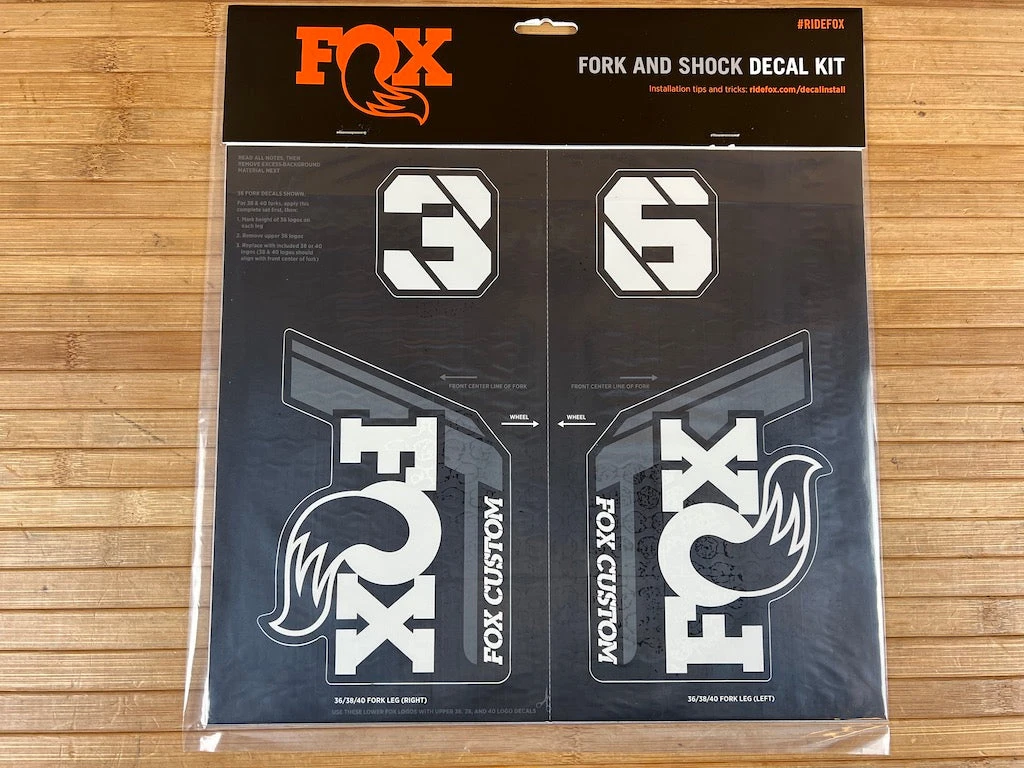 FOX
#RIDEFOX
FORK AND SHOCK DECAL KIT
Installation tips and tricks: ridefox.com/decalinstall
READ ALL NOTES, THEN
REMOVE EXCESS-BACKGROUND
MATERIAL NEXT
36 FORK DECALS SHOWN.
For 38 & 40 forks, apply this
complete set first, then:
1. Mark height of 36 logos on
each leg
2. Remove upper 36 logos
3. Replace with included 38 or 40
logos (38 & 40 logos should
align with front center of fork)
3
6
FRONT CENTER LINE OF FORK
FRONT CENTER LINE OF FORK
WHEEL
WHEEL
FOX
FOX CUSTOM
FOX CUSTOM
FOX
36/38/40 FORK LEG (RIGHT)
36/38/40 FORK LEG (LEFT)
USE THESE LOWER FOX LOGOS WITH UPPER 36, 38, AND 40 LOGO DECALS